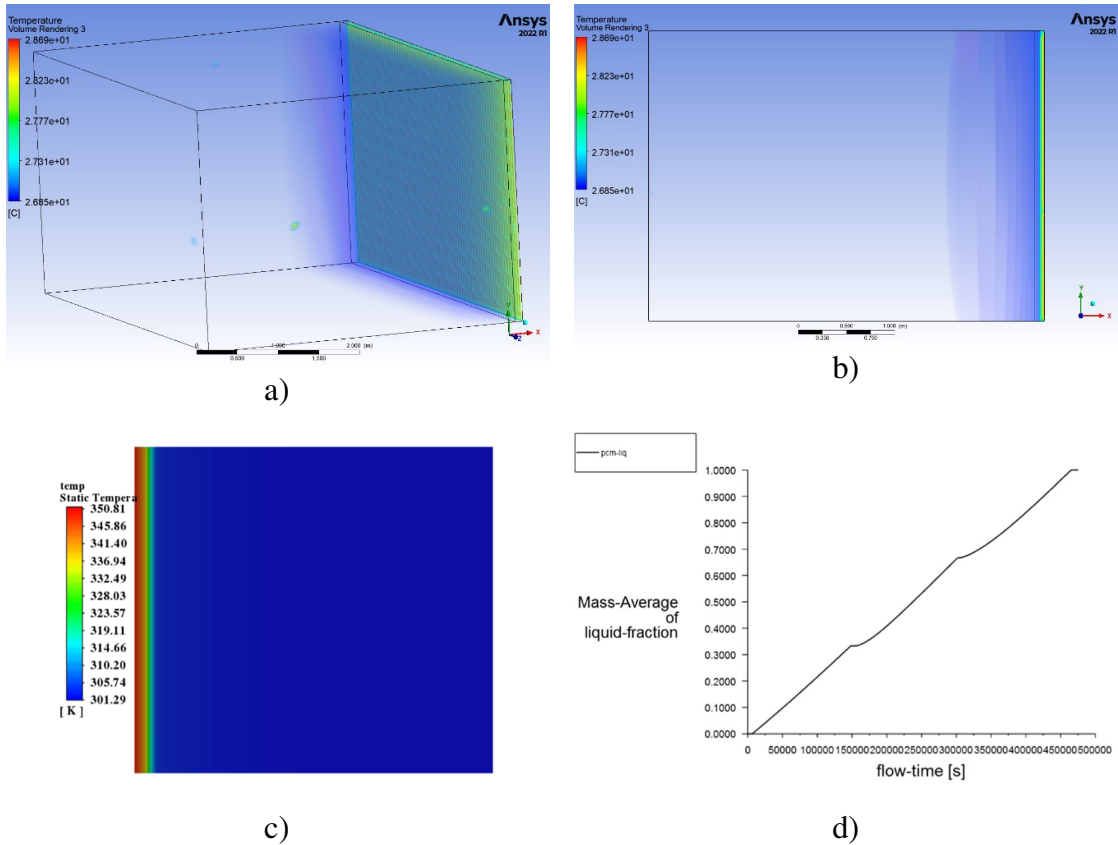 Temperature
Volume Rendering 3
2.869e+01
2.823e+01
2.777e+01
2.731e+01
2.685e+01
[C]
Ansys
2022 R1
Y
X
Z
0 1.000 2.000 (m)
0.500 1.500
a)
Temperature
Volume Rendering 3
2.869e+01
2.823e+01
2.777e+01
2.731e+01
2.685e+01
[C]
Ansys
2022 R1
Y
X
0 0.500 1.000 (m)
0.250 0.750
b)
temp
Static Tempera
350.81
345.86
341.40
336.94
332.49
328.03
323.57
319.11
314.66
310.20
305.74
301.29
[ K ]
c)
pcm-liq
1.0000
0.9000
0.8000
0.7000
0.6000
0.5000
0.4000
0.3000
0.2000
0.1000
0.0000
Mass-Average
of
liquid-fraction
0 50000 100000 150000 200000 250000 300000 350000 400000 450000 500000
flow-time [s]
d)